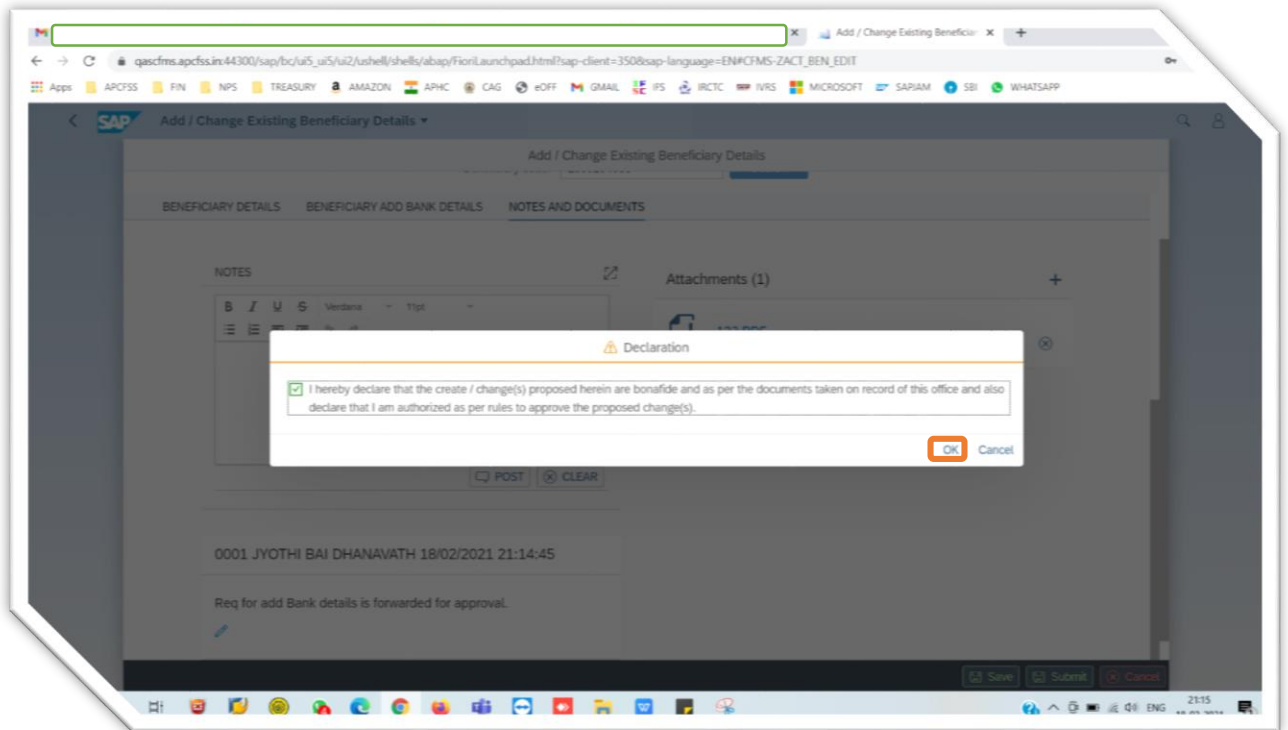 Add / Change Existing Beneficiar
qascfms.apcfss.in:44300/sap/bc/ui5_ui5/ui2/ushell/shells/abap/FioriLaunchpad.html?sap-client=350&sap-language=EN#CFMS-ZACT_BEN_EDIT
Apps APCFSS FIN NPS TREASURY AMAZON APHC CAG eOFF GMAIL IFS IRCTC IVRS MICROSOFT SAPJAM SBI WHATSAPP
SAP Add / Change Existing Beneficiary Details
Add / Change Existing Beneficiary Details
BENEFICIARY DETAILS BENEFICIARY ADD BANK DETAILS NOTES AND DOCUMENTS
NOTES
Attachments (1)
B I U S Verdana 11pt
Declaration
I hereby declare that the create / change(s) proposed herein are bonafide and as per the documents taken on record of this office and also
declare that I am authorized as per rules to approve the proposed change(s).
OK Cancel
POST CLEAR
0001 JYOTHI BAI DHANAVATH 18/02/2021 21:14:45
Req for add Bank details is forwarded for approval.
Save Submit Cancel
ENG 21:15